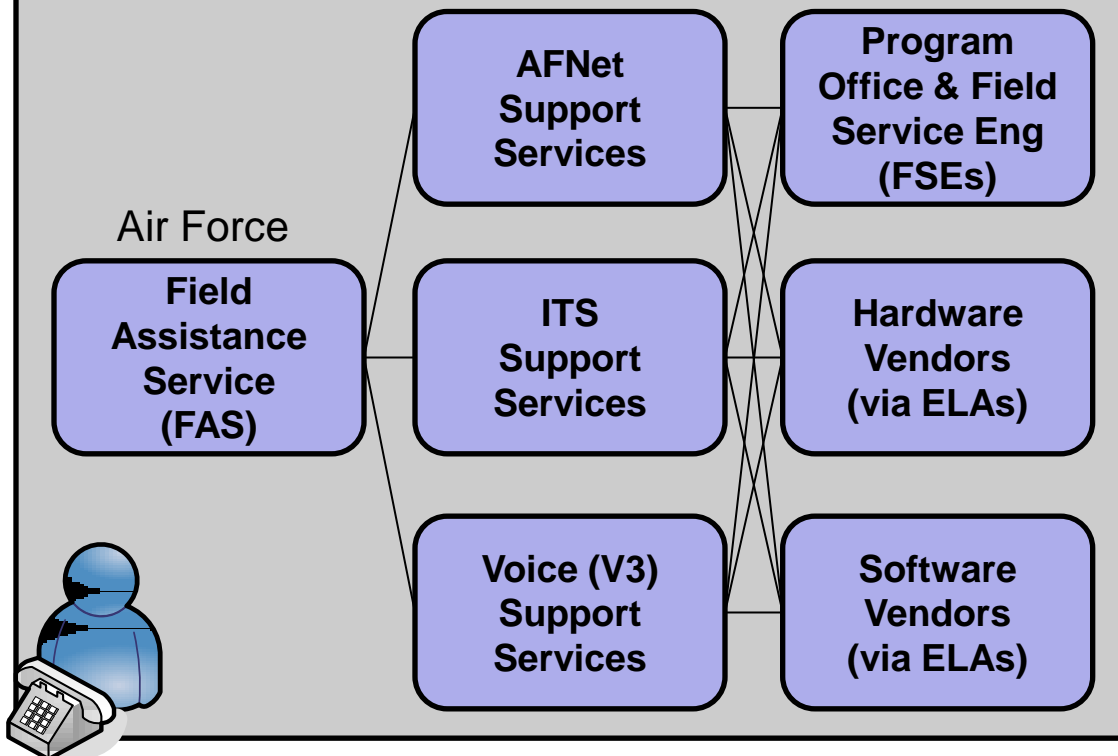 Air Force
Field
Assistance
Service
(FAS)
AFNet
Support
Services
ITS
Support
Services
Voice (V3)
Support
Services
Program
Office & Field
Service Eng
(FSEs)
Hardware
Vendors
(via ELAs)
Software
Vendors
(via ELAs)